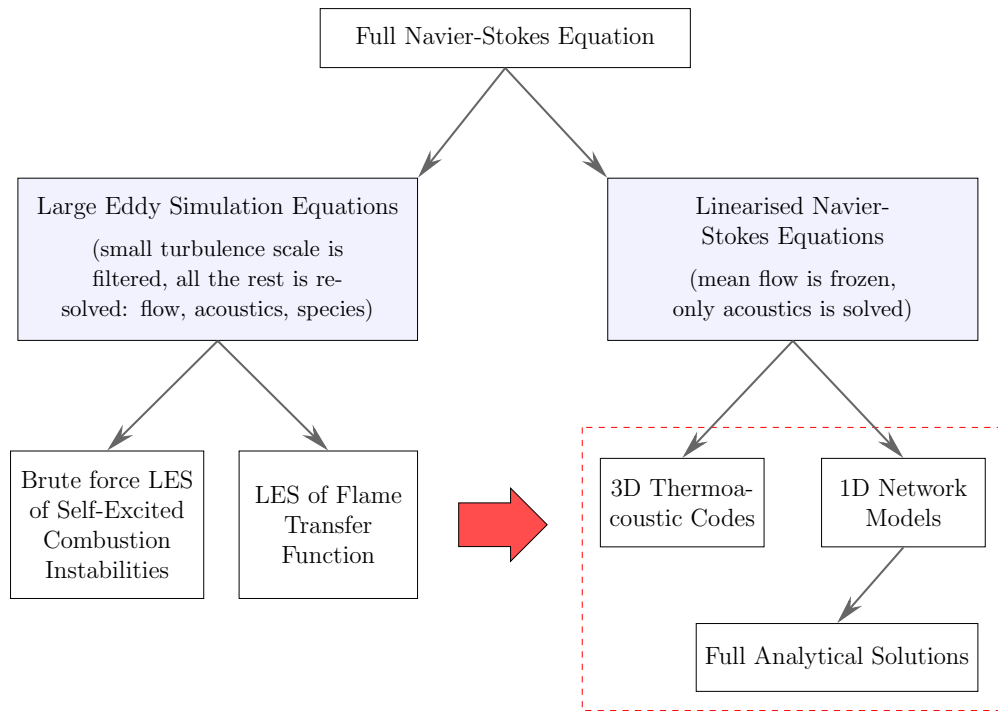 Full Navier-Stokes Equation
Large Eddy Simulation Equations
(small turbulence scale is
filtered, all the rest is re-
solved: flow, acoustics, species)
Linearised Navier-
Stokes Equations
(mean flow is frozen,
only acoustics is solved)
Brute force LES
of Self-Excited
Combustion
Instabilities
LES of Flame
Transfer
Function
3D Thermoa-
coustic Codes
1D Network
Models
Full Analytical Solutions